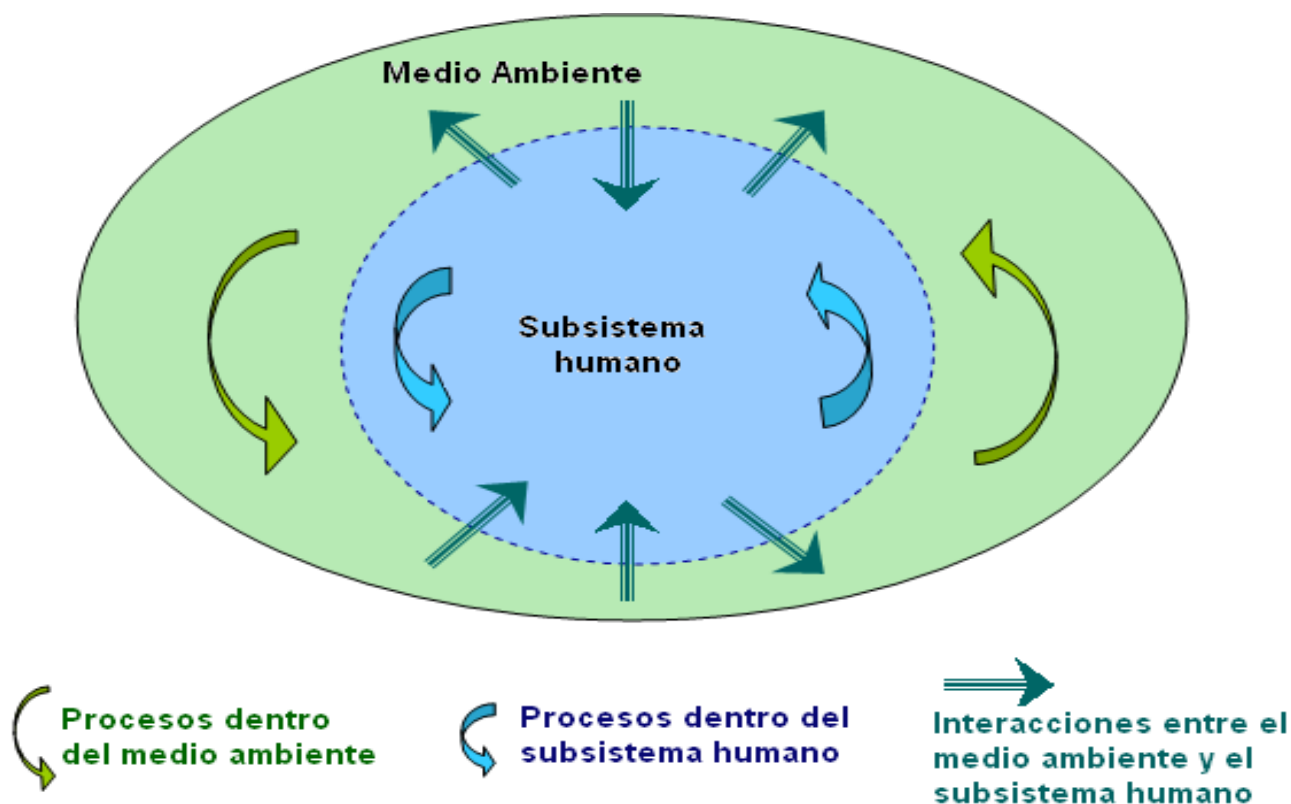 Medio Ambiente
Subsistema
humano
Procesos dentro
del medio ambiente
Procesos dentro del
subsistema humano
Interacciones entre el
medio ambiente y el
subsistema humano